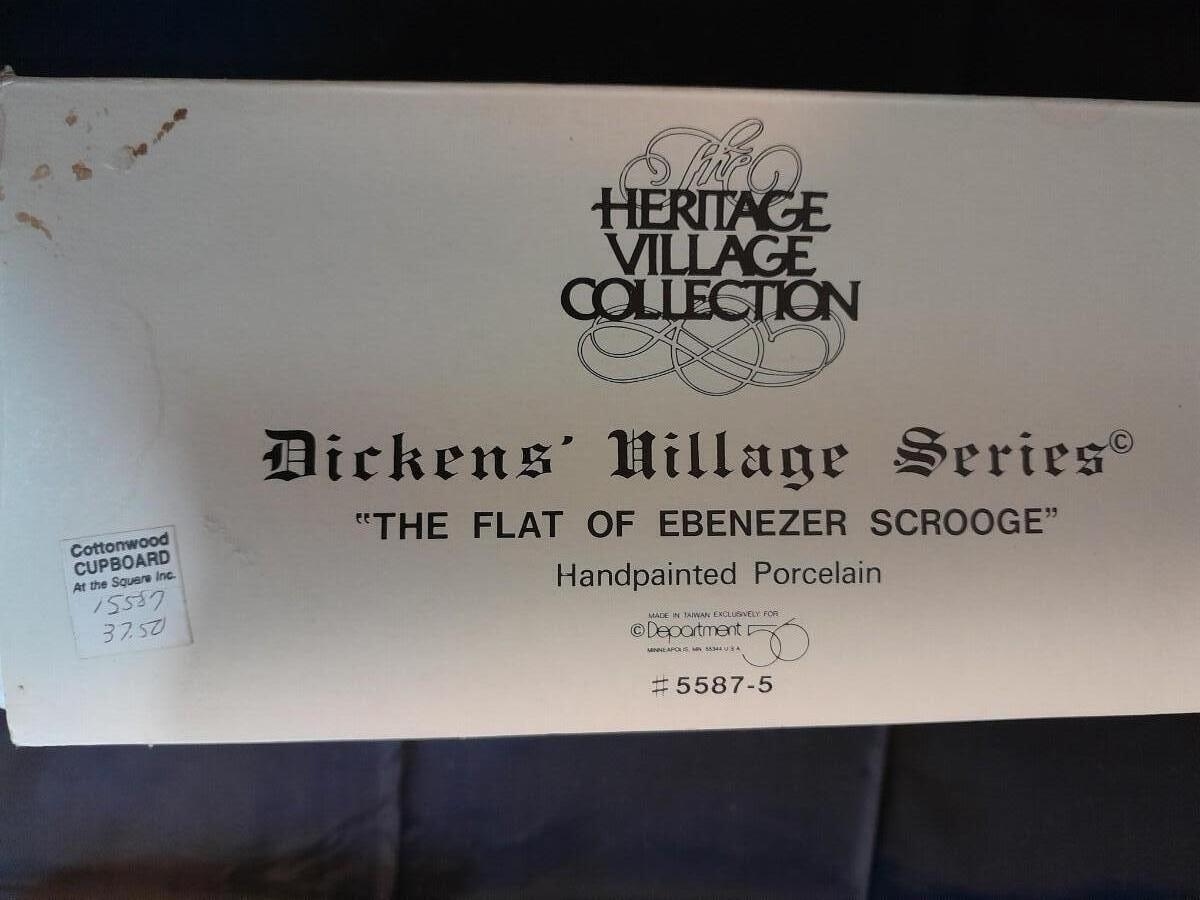 The
HERITAGE
VILLAGE
COLLECTION
Dickens' Village Series©
"THE FLAT OF EBENEZER SCROOGE"
Handpainted Porcelain
MADE IN TAIWAN EXCLUSIVELY FOR
© Department 56
MINNEAPOLIS, MN 55344 U.S.A.
#5587-5
Cottonwood
CUPBOARD
At the Square Inc.
15587
37.50